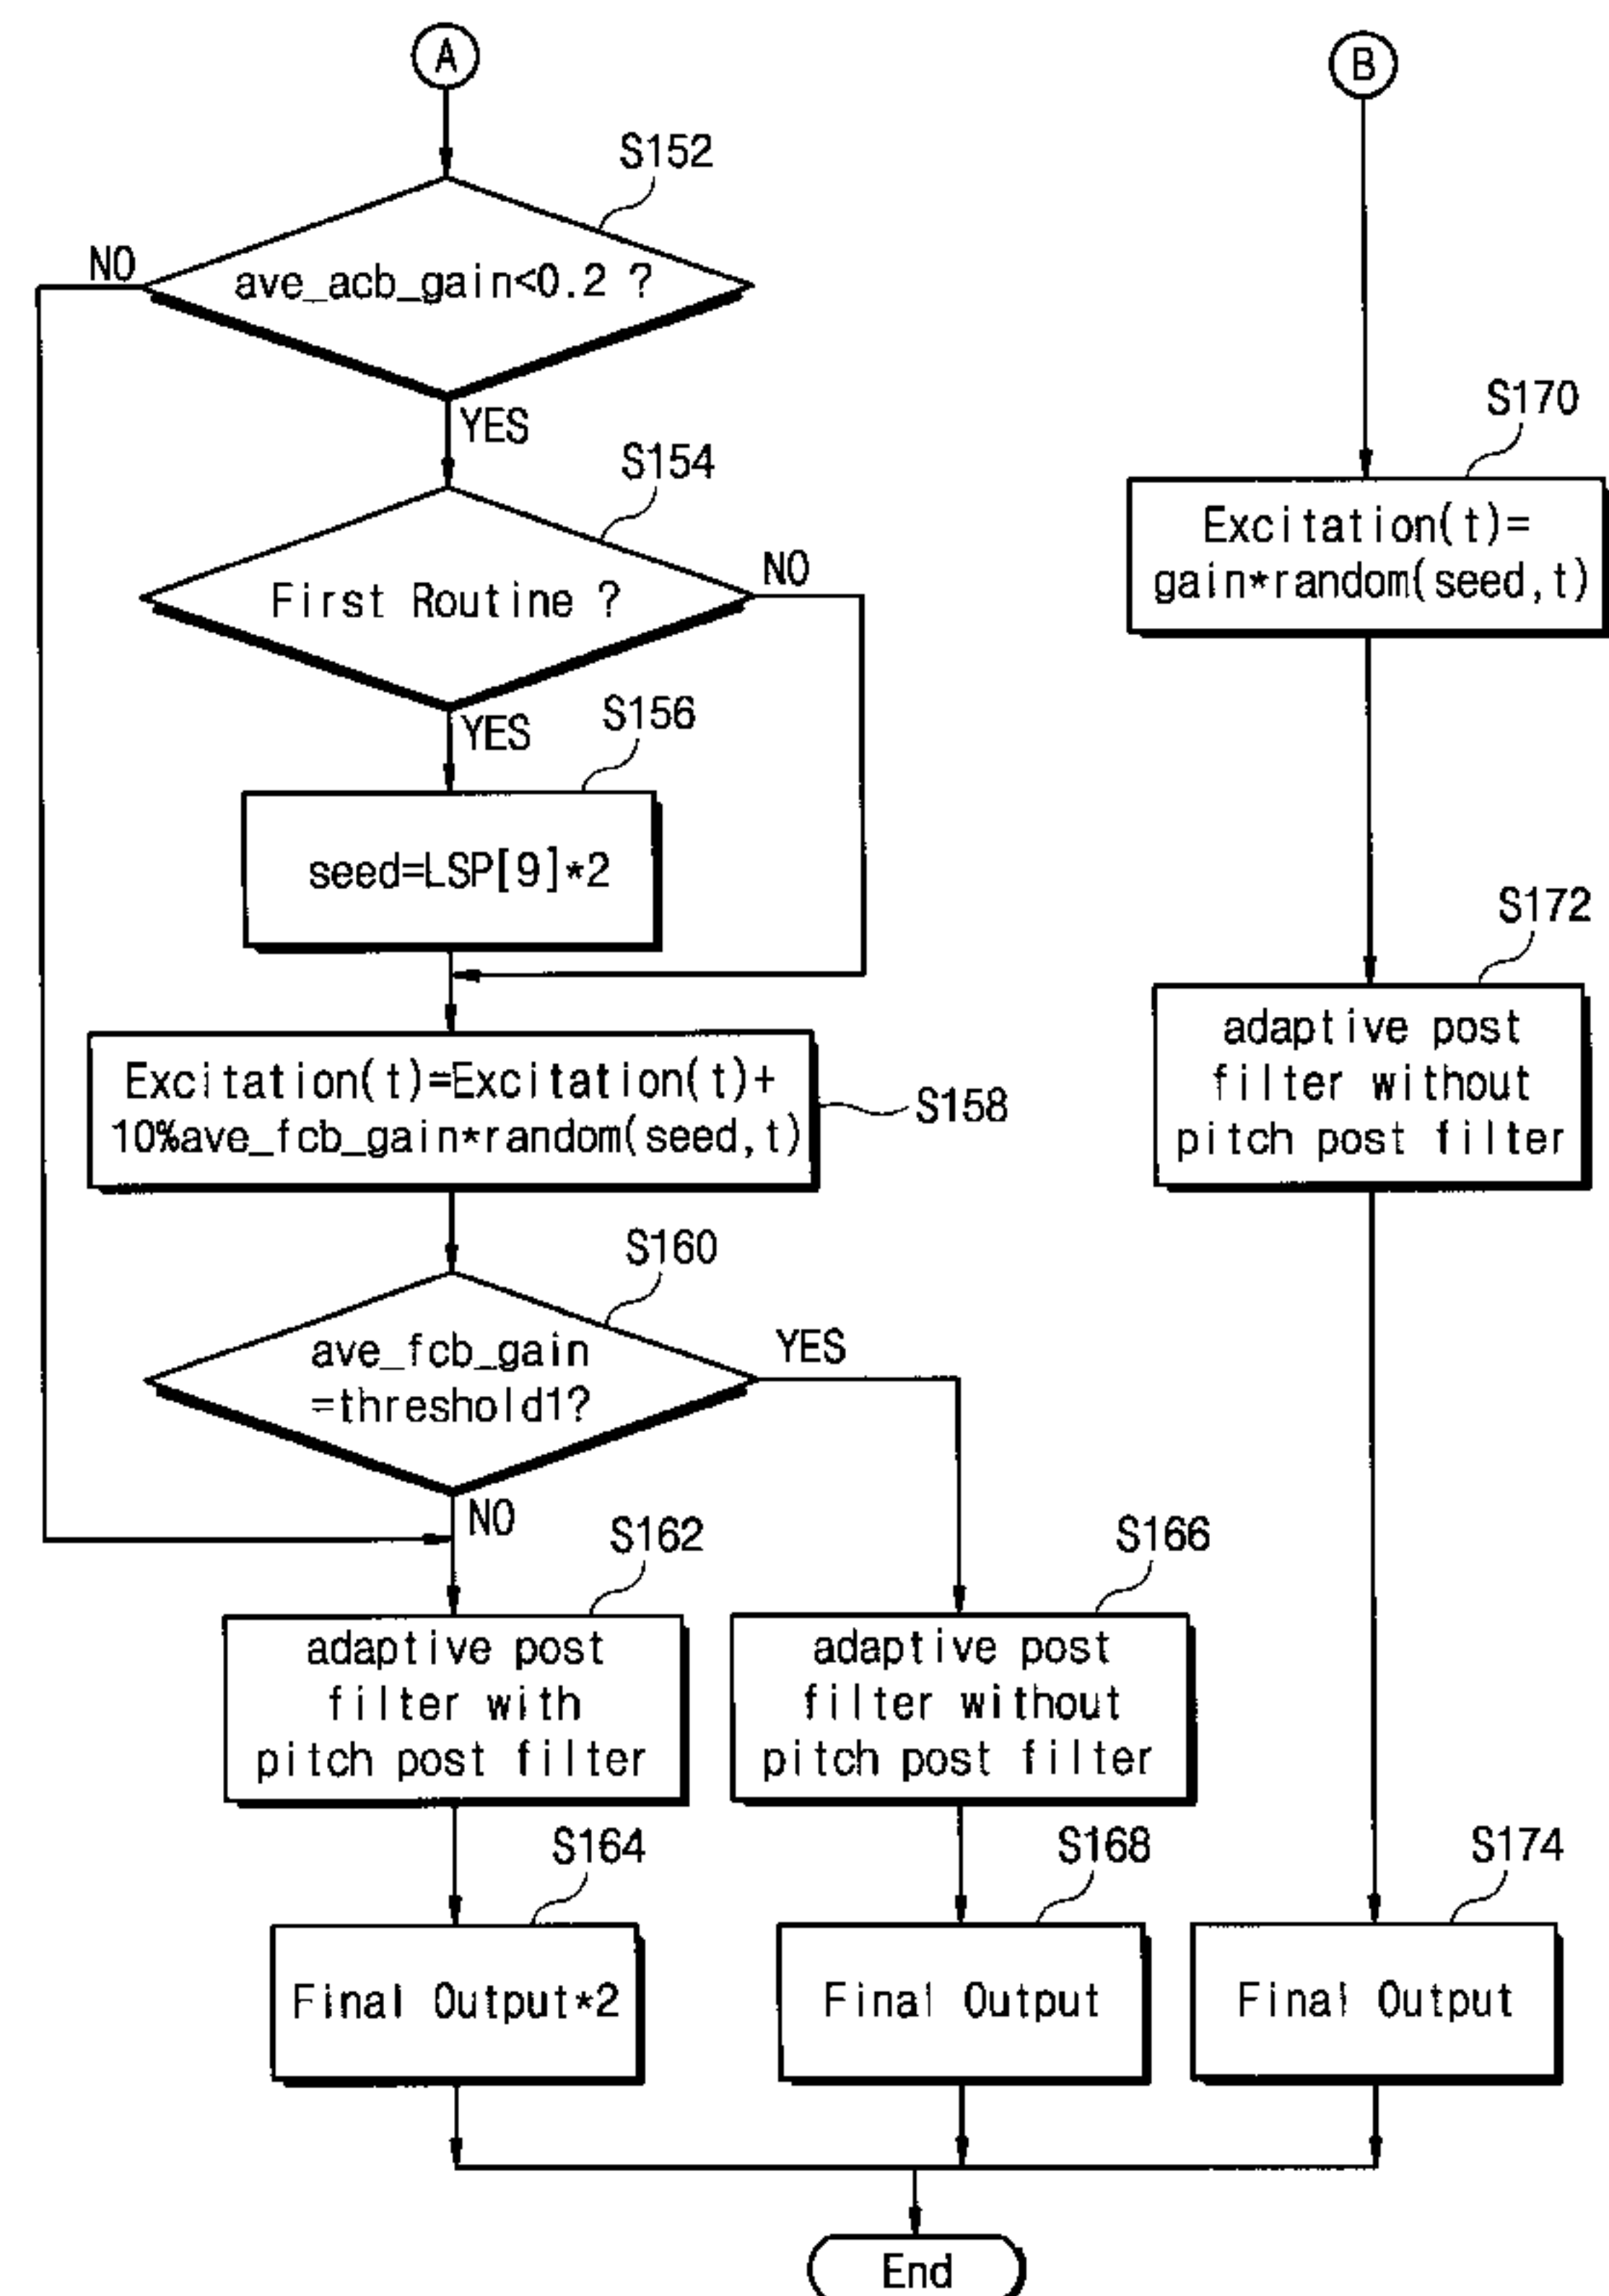 A
S152
NO
ave_acb_gain<0.2 ?
YES
S154
NO
First Routine ?
YES
S156
seed=LSP[9]*2
Excitation(t)=Excitation(t)+
10%ave_fcb_gain*random(seed,t)
S158
S160
ave_fcb_gain
=threshold1?
YES
NO
S162
adaptive post
filter with
pitch post filter
S164
Final Output*2
S166
adaptive post
filter without
pitch post filter
S168
Final Output
B
S170
Excitation(t)=
gain*random(seed,t)
S172
adaptive post
filter without
pitch post filter
S174
Final Output
End